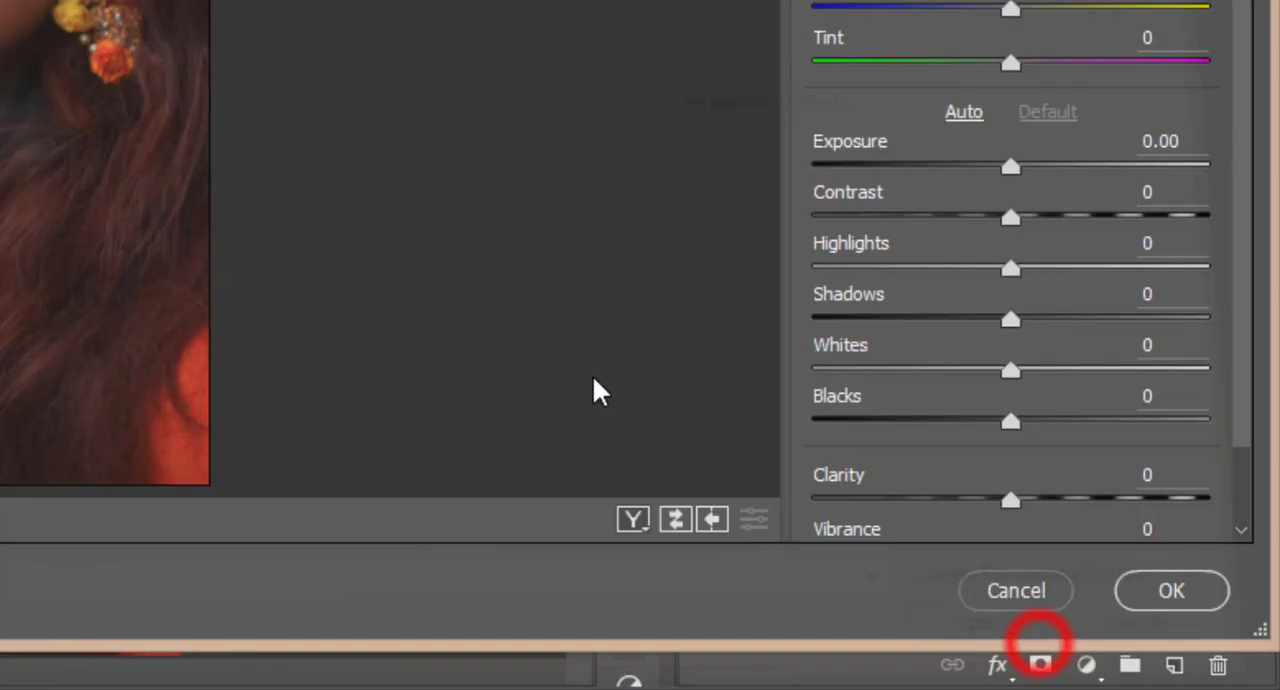 Tint 0
Auto Default
Exposure 0.00
Contrast 0
Highlights 0
Shadows 0
Whites 0
Blacks 0
Clarity 0
Vibrance 0
Y
Cancel OK
fx